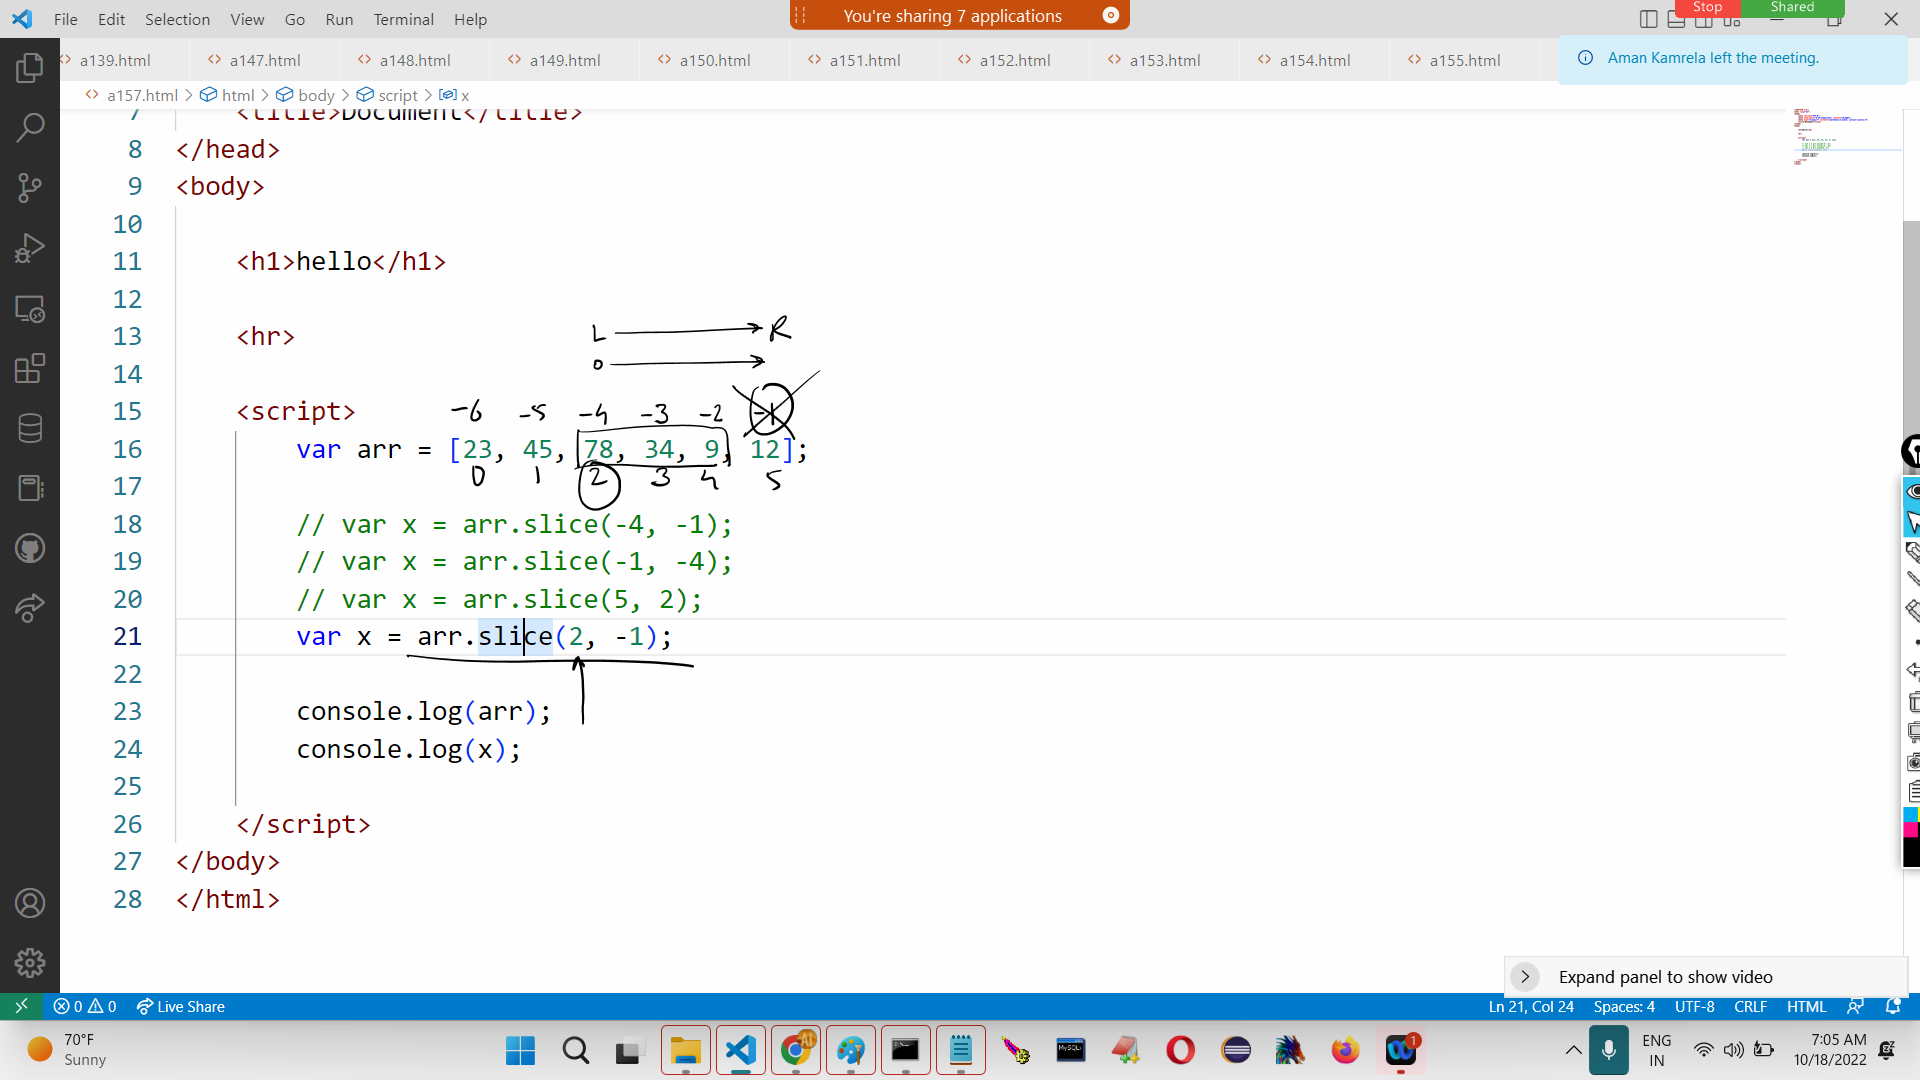 File Edit Selection View Go Run Terminal Help
You're sharing 7 applications
Stop Shared
a139.html a147.html a148.html a149.html a150.html a151.html a152.html a153.html a154.html a155.html
Aman Kamrela left the meeting.
a157.html > html > body > script > x
7 <title>Document</title>
8 </head>
9 <body>
10
11 <h1>hello</h1>
12
13 <hr>
L R
0
14
15 <script>
-6 -5 -4 -3 -2 -1
16 var arr = [23, 45, 78, 34, 9, 12];
0 1 2 3 4 5
17
18 // var x = arr.slice(-4, -1);
19 // var x = arr.slice(-1, -4);
20 // var x = arr.slice(5, 2);
21 var x = arr.slice(2, -1);
22
23 console.log(arr);
24 console.log(x);
25
26 </script>
27 </body>
28 </html>
Expand panel to show video
0 0 Live Share
Ln 21, Col 24 Spaces: 4 UTF-8 CRLF HTML
70°F
Sunny
MySQL
1
ENG
IN
7:05 AM
10/18/2022